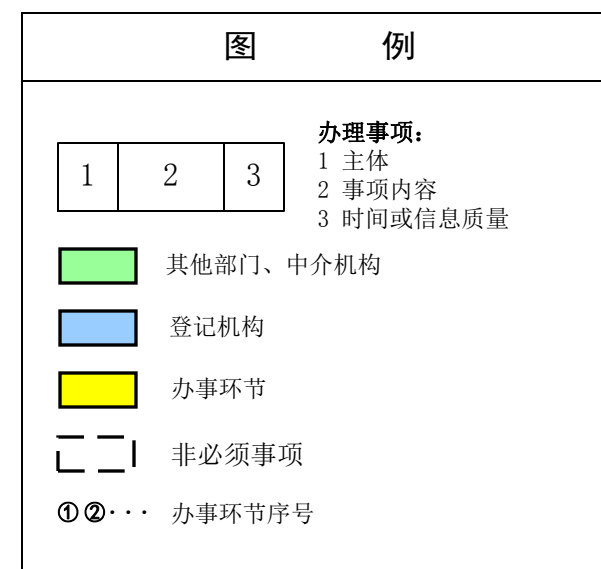 图 例
办理事项：
1 2 3
1 主体
2 事项内容
3 时间或信息质量
其他部门、中介机构
登记机构
办事环节
非必须事项
①②··· 办事环节序号